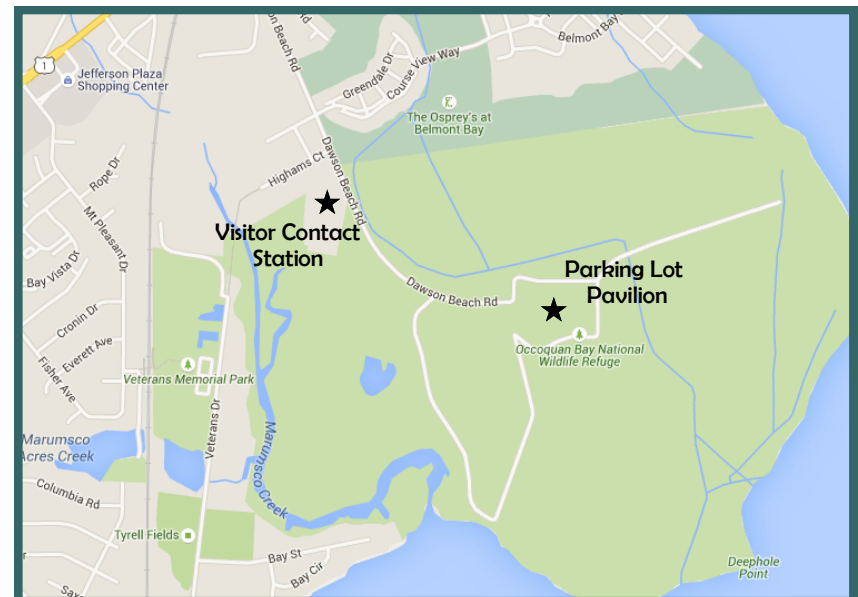 Belmont Bay
Dawson Beach Rd
Greendale Dr
Course View Way
1
Jefferson Plaza
Shopping Center
The Osprey's at
Belmont Bay
Rope Dr
Highams Ct
Dawson Beach Rd
Mt Pleasant Dr
Visitor Contact
Station
Bay Vista Dr
Parking Lot
Pavilion
Dawson Beach Rd
Cronin Dr
Everett Ave
Fisher Ave
Occoquan Bay National
Wildlife Refuge
Veterans Memorial Park
Veterans Dr
Marumsco
Acres Creek
Marumsco Creek
Columbia Rd
Tyrell Fields
Bay St
Bay Cir
Deephole
Point